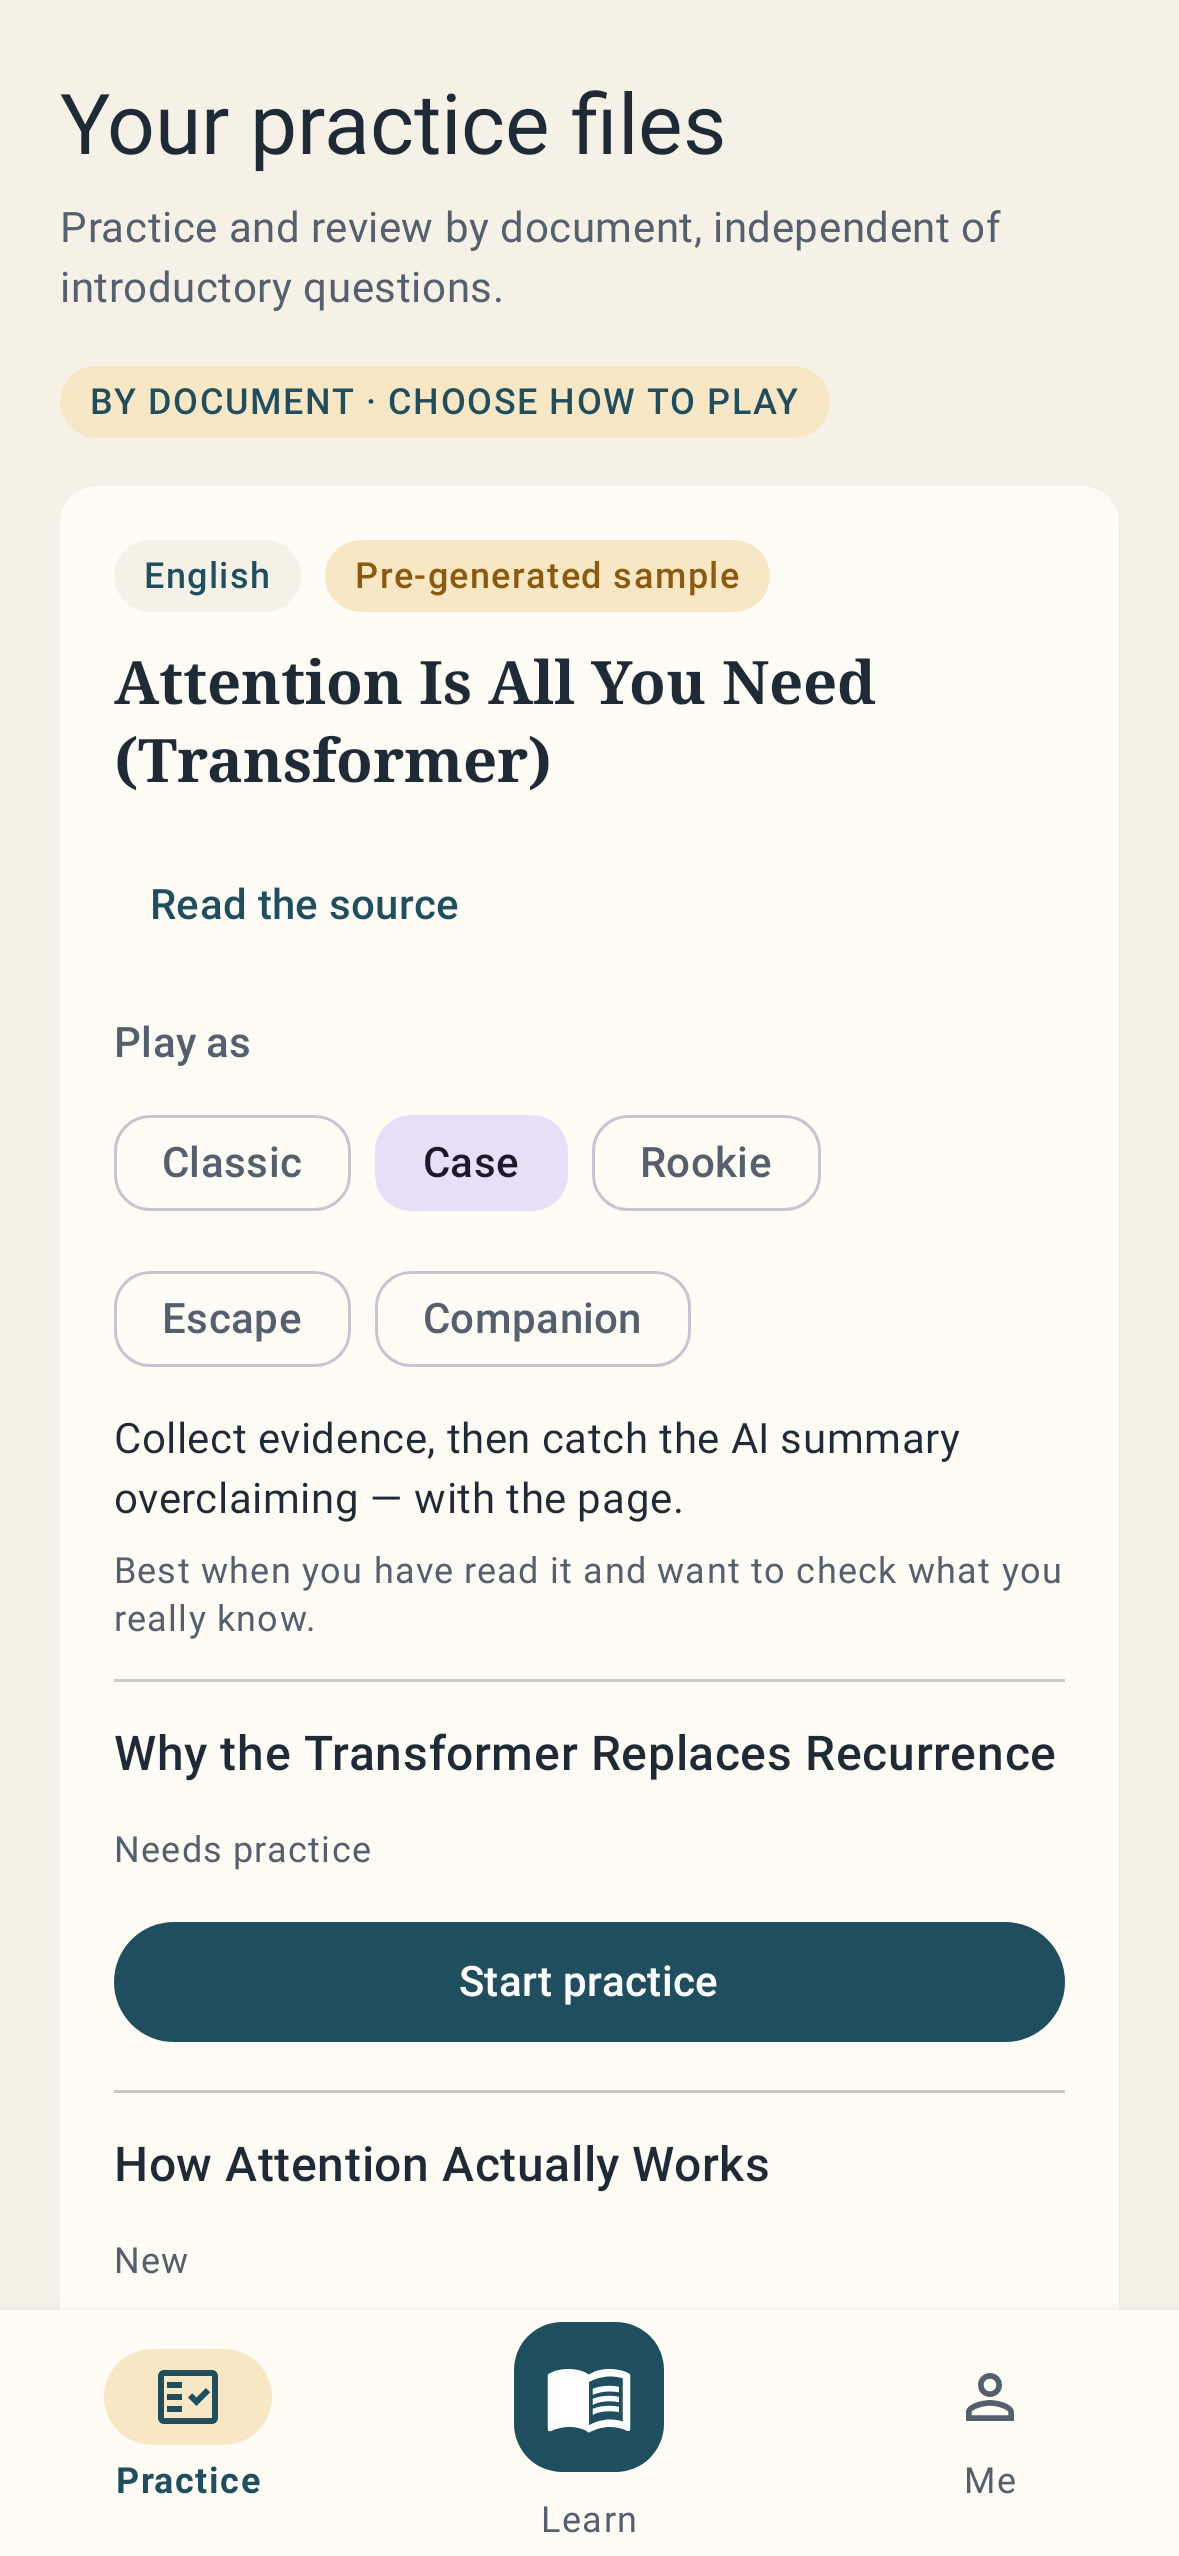 Your practice files
Practice and review by document, independent of
introductory questions.
BY DOCUMENT · CHOOSE HOW TO PLAY
English
Pre-generated sample
Attention Is All You Need
(Transformer)
Read the source
Play as
Classic
Case
Rookie
Escape
Companion
Collect evidence, then catch the AI summary
overclaiming — with the page.
Best when you have read it and want to check what you
really know.
Why the Transformer Replaces Recurrence
Needs practice
Start practice
How Attention Actually Works
New
Practice
Learn
Me